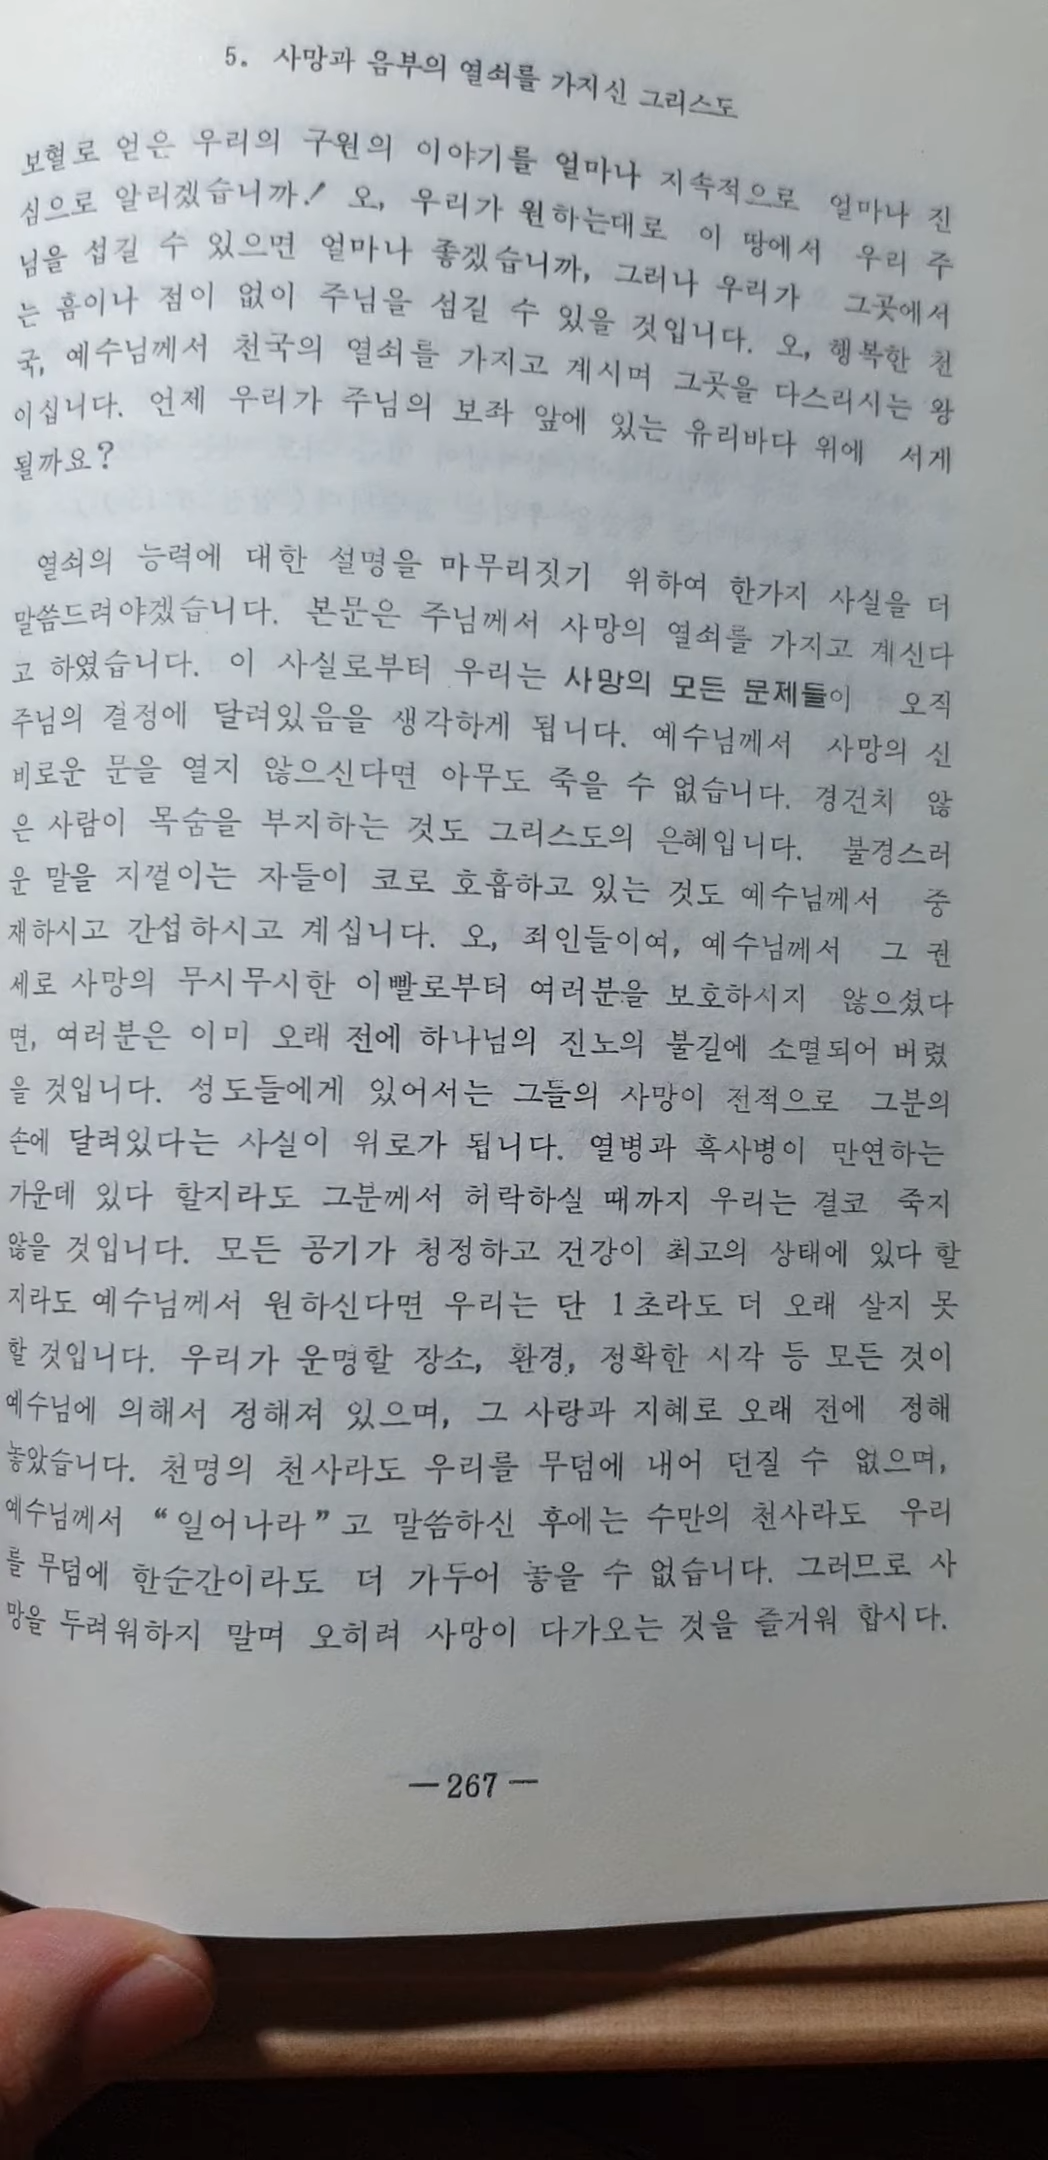 5. 사망과 음부의 열쇠를 가지신 그리스도
보혈로 얻은 우리의 구원의 이야기를 얼마나 지속적으로 얼마나 진
심으로 알리겠습니까! 오, 우리가 원하는대로 이 땅에서 우리 주
님을 섭길 수 있으면 얼마나 좋겠습니까, 그러나 우리가 그곳에서
는 흠이나 점이 없이 주님을 섬길 수 있을 것입니다. 오, 행복한 천
국, 예수님께서 천국의 열쇠를 가지고 계시며 그곳을 다스리시는 왕
이십니다. 언제 우리가 주님의 보좌 앞에 있는 유리바다 위에 서게
될까요?
열쇠의 능력에 대한 설명을 마무리짓기 위하여 한가지 사실을 더
말씀드려야겠습니다. 본문은 주님께서 사망의 열쇠를 가지고 계신다
고 하였습니다. 이 사실로부터 우리는 사망의 모든 문제들이 오직
주님의 결정에 달려있음을 생각하게 됩니다. 예수님께서 사망의 신
비로운 문을 열지 않으신다면 아무도 죽을 수 없습니다. 경건치 않
은 사람이 목숨을 부지하는 것도 그리스도의 은혜입니다. 불경스러
운 말을 지껄이는 자들이 코로 호흡하고 있는 것도 예수님께서 중
재하시고 간섭하시고 계십니다. 오, 죄인들이여, 예수님께서 그 권
세로 사망의 무시무시한 이빨로부터 여러분을 보호하시지 않으셨다
면, 여러분은 이미 오래 전에 하나님의 진노의 불길에 소멸되어 버렸
을 것입니다. 성도들에게 있어서는 그들의 사망이 전적으로 그분의
손에 달려있다는 사실이 위로가 됩니다. 열병과 흑사병이 만연하는
가운데 있다 할지라도 그분께서 허락하실 때까지 우리는 결코 죽지
않을 것입니다. 모든 공기가 청정하고 건강이 최고의 상태에 있다 할
지라도 예수님께서 원하신다면 우리는 단 1초라도 더 오래 살지 못
할 것입니다. 우리가 운명할 장소, 환경, 정확한 시각 등 모든 것이
예수님에 의해서 정해져 있으며, 그 사랑과 지혜로 오래 전에 정해
놓았습니다. 천명의 천사라도 우리를 무덤에 내어 던질 수 없으며,
예수님께서 “일어나라”고 말씀하신 후에는 수만의 천사라도 우리
를 무덤에 한순간이라도 더 가두어 놓을 수 없습니다. 그러므로 사
망을 두려워하지 말며 오히려 사망이 다가오는 것을 즐거워 합시다.
— 267 —